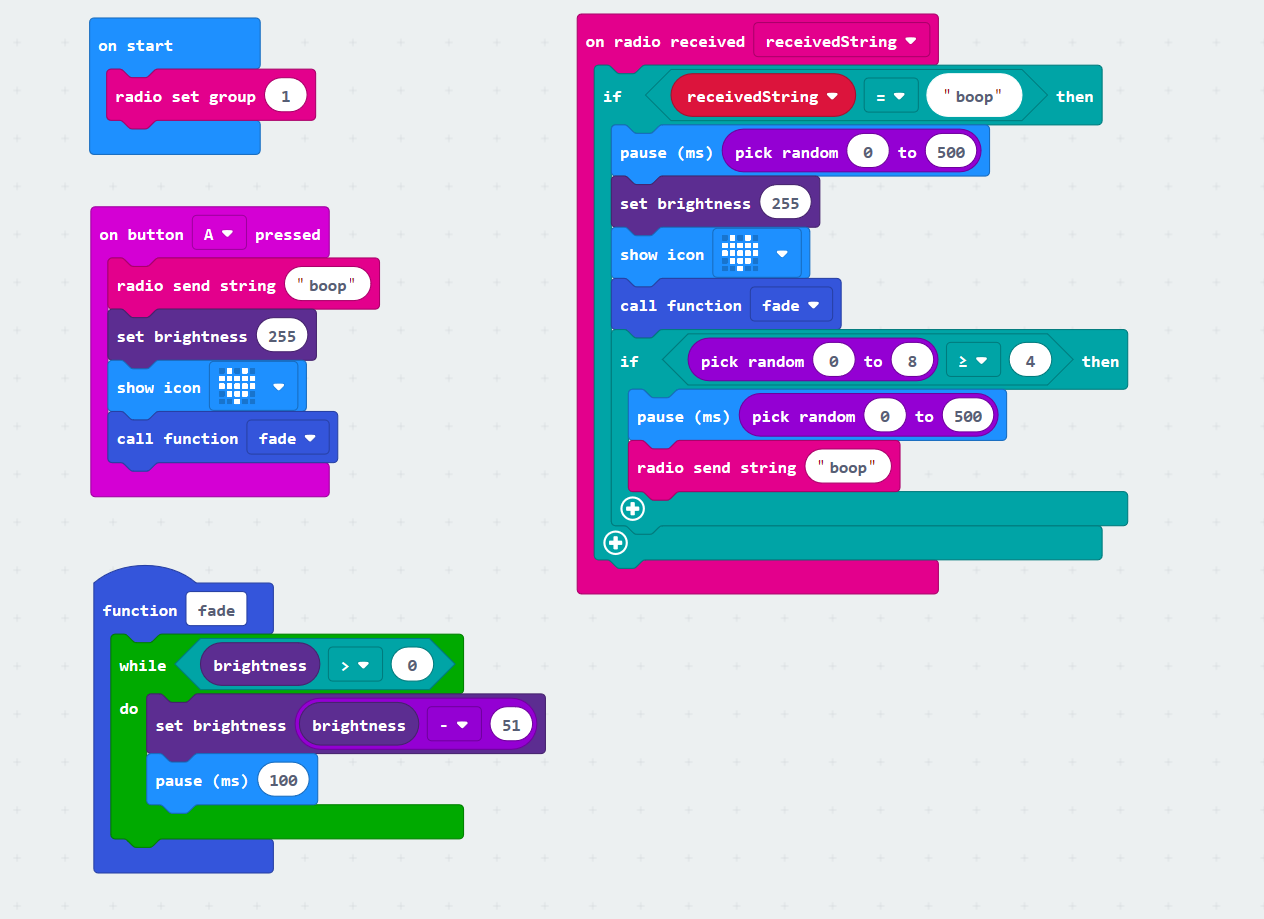 on start
radio set group 1
on button A pressed
radio send string "boop"
set brightness 255
show icon
call function fade
function fade
while brightness > 0
do
set brightness brightness - 51
pause (ms) 100
on radio received receivedString
if receivedString = "boop" then
pause (ms) pick random 0 to 500
set brightness 255
show icon
call function fade
if pick random 0 to 8 ≥ 4 then
pause (ms) pick random 0 to 500
radio send string "boop"